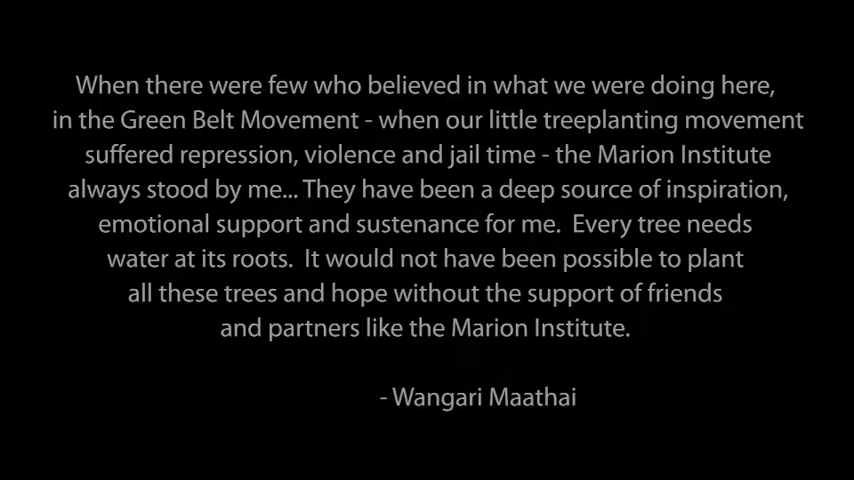 When there were few who believed in what we were doing here,
in the Green Belt Movement - when our little treeplanting movement
suffered repression, violence and jail time - the Marion Institute
always stood by me... They have been a deep source of inspiration,
emotional support and sustenance for me.  Every tree needs
water at its roots.  It would not have been possible to plant
all these trees and hope without the support of friends
and partners like the Marion Institute.
- Wangari Maathai